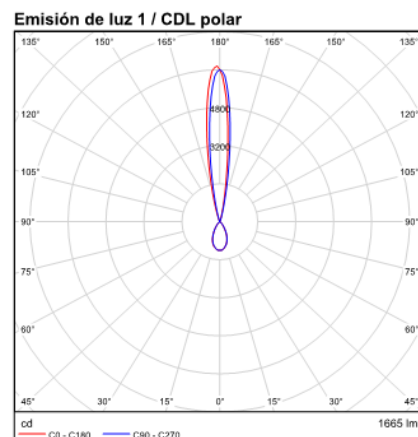 Emisión de luz 1 / CDL polar
135° 150° 165° 180° 165° 150° 135°
4800
120° 120°
3200
105° 105°
90° 90°
75° 75°
60° 60°
45° 30° 15° 0° 15° 30° 45°
cd 1665 lm
C0 - C180 C90 - C270